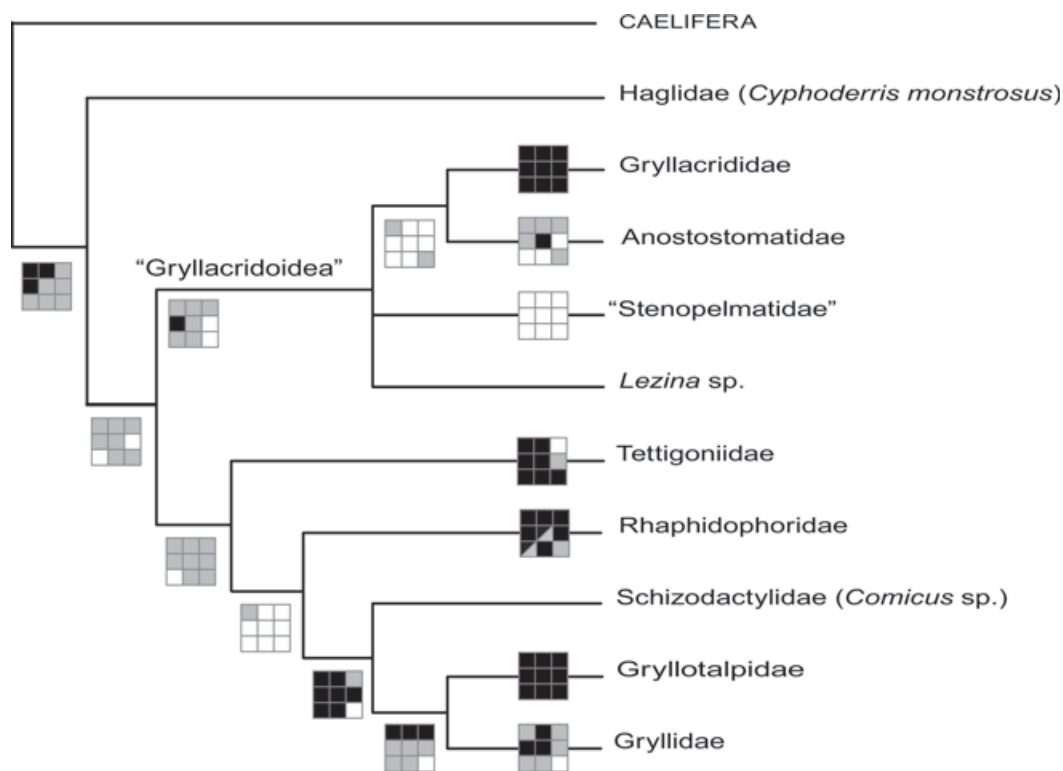 CAELIFERA
Haglidae (Cyphoderris monstrosus)
Gryllacrididae
Anostostomatidae
“Gryllacridoidea”
“Stenopelmatidae”
Lezina sp.
Tettigoniidae
Rhaphidophoridae
Schizodactylidae (Comicus sp.)
Gryllotalpidae
Gryllidae